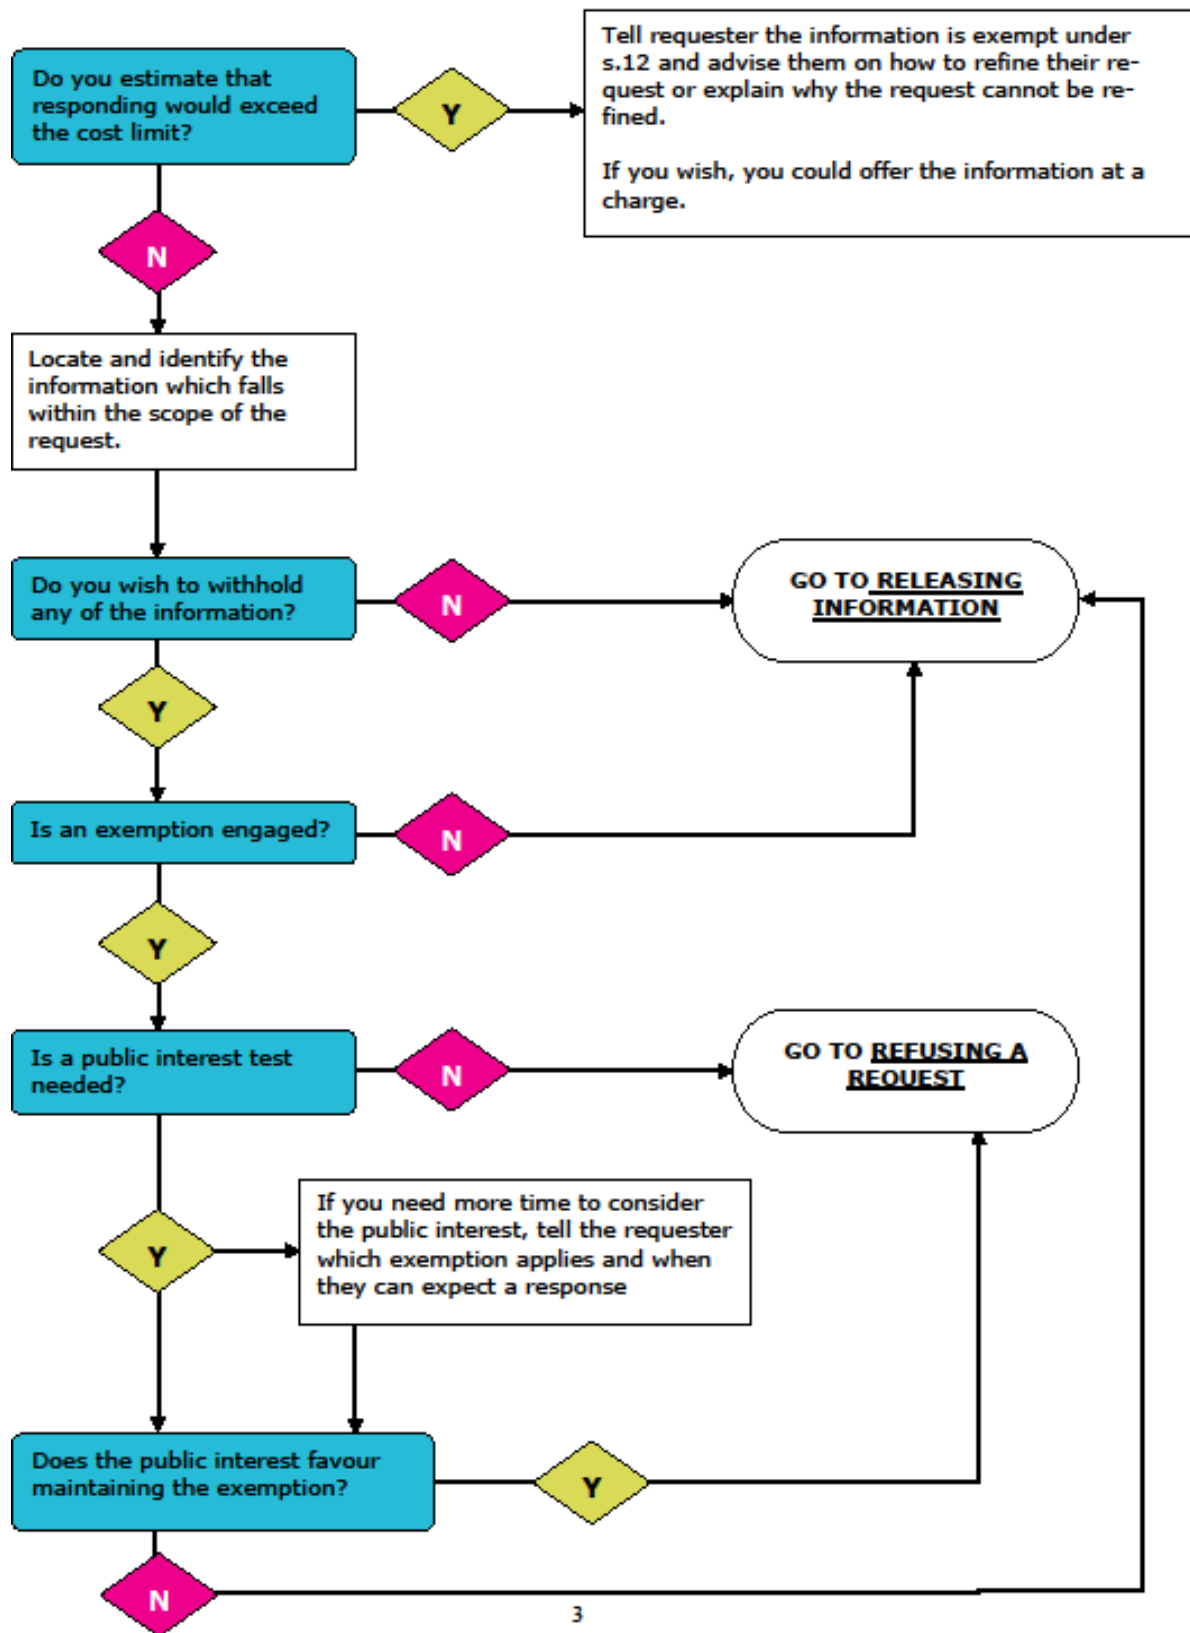 Do you estimate that
responding would exceed
the cost limit?
Y
Tell requester the information is exempt under
s.12 and advise them on how to refine their re-
quest or explain why the request cannot be re-
fined.
If you wish, you could offer the information at a
charge.
N
Locate and identify the
information which falls
within the scope of the
request.
Do you wish to withhold
any of the information?
N
GO TO RELEASING
INFORMATION
Y
Is an exemption engaged?
N
Y
Is a public interest test
needed?
N
GO TO REFUSING A
REQUEST
Y
If you need more time to consider
the public interest, tell the requester
which exemption applies and when
they can expect a response
Does the public interest favour
maintaining the exemption?
Y
N
3